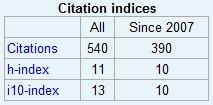 Citation indices
All Since 2007
Citations 540 390
h-index 11 10
i10-index 13 10